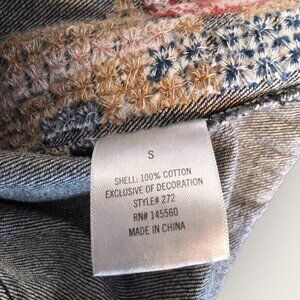 S
SHELL: 100% COTTON
EXCLUSIVE OF DECORATION
STYLE# 272
RN# 145560
MADE IN CHINA